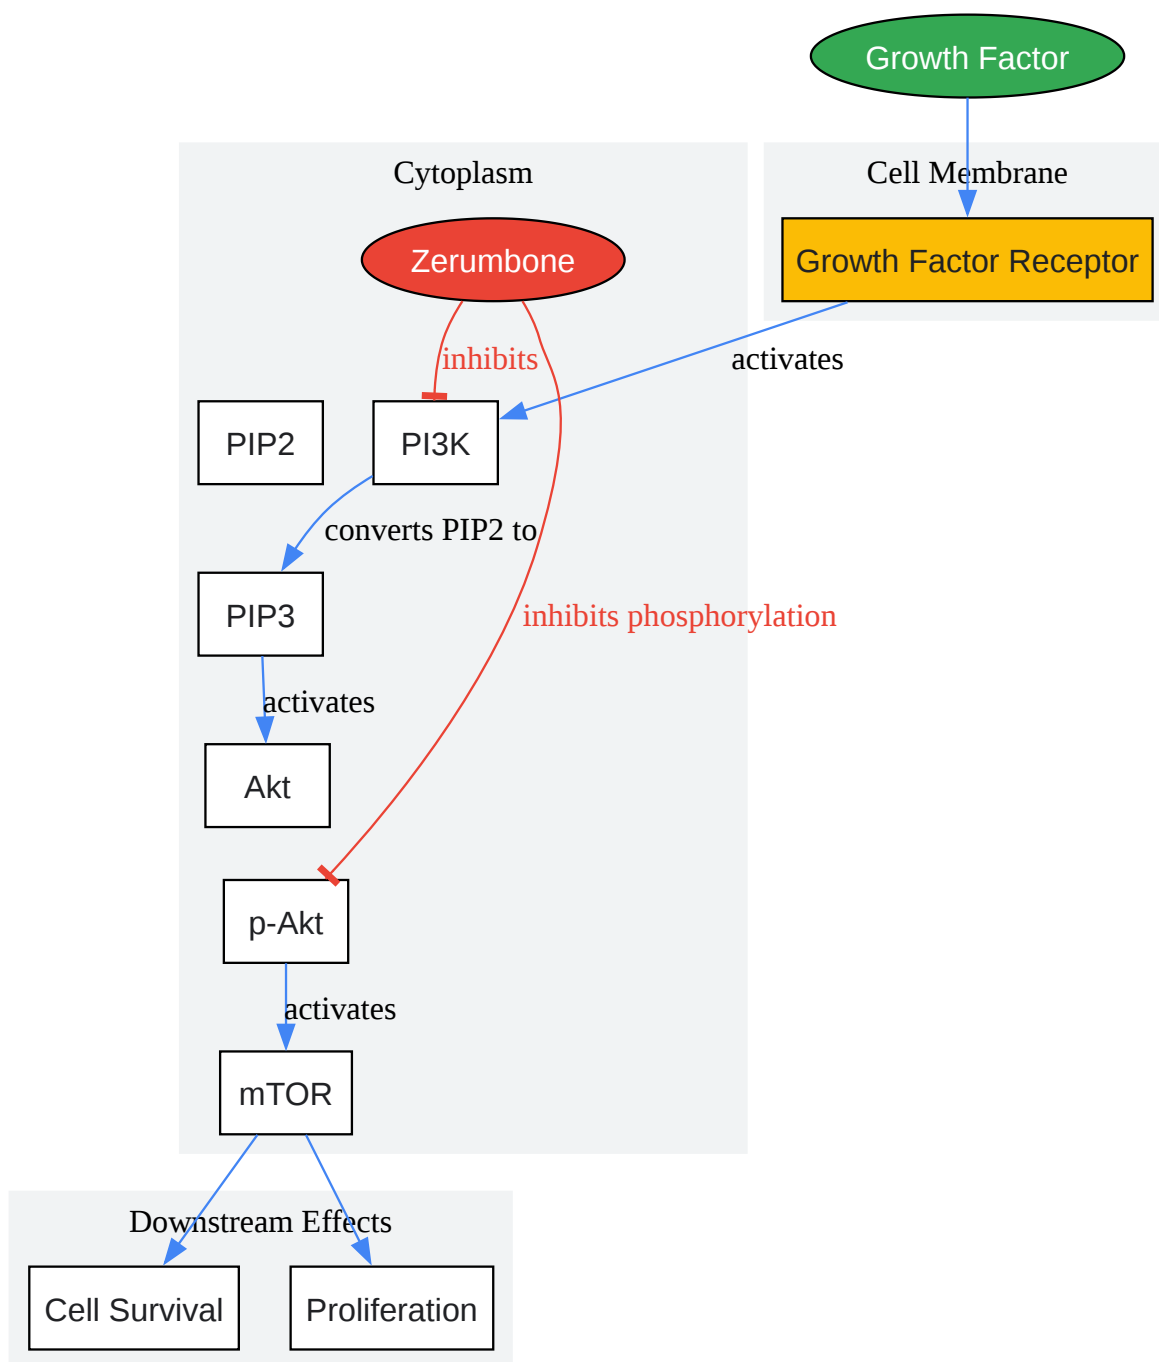 Growth Factor
Cytoplasm
Cell Membrane
Zerumbone
Growth Factor Receptor
inhibits
activates
PIP2
PI3K
converts PIP2 to
PIP3
inhibits phosphorylation
activates
Akt
p-Akt
activates
mTOR
Downstream Effects
Cell Survival
Proliferation